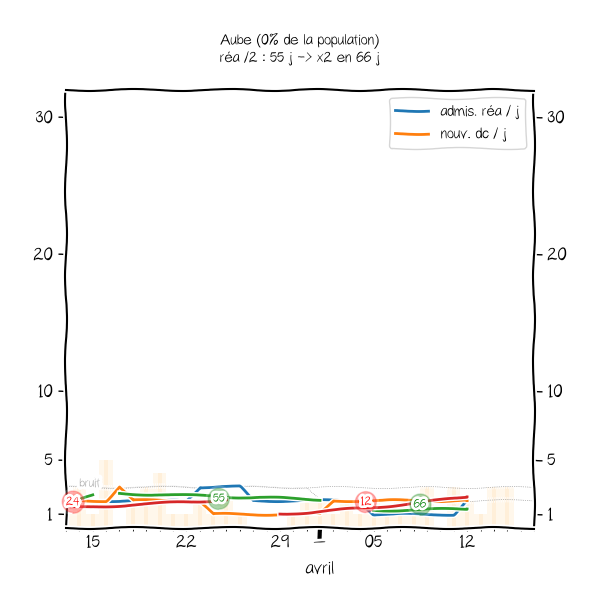 Aube (0% de la population)
réa /2 : 55 j -> x2 en 66 j
admis. réa / j
nouv. dc / j
30 30
20 20
10 10
5 5
bruit
24 55 12 66
1 1
15 22 29 05 12
avril